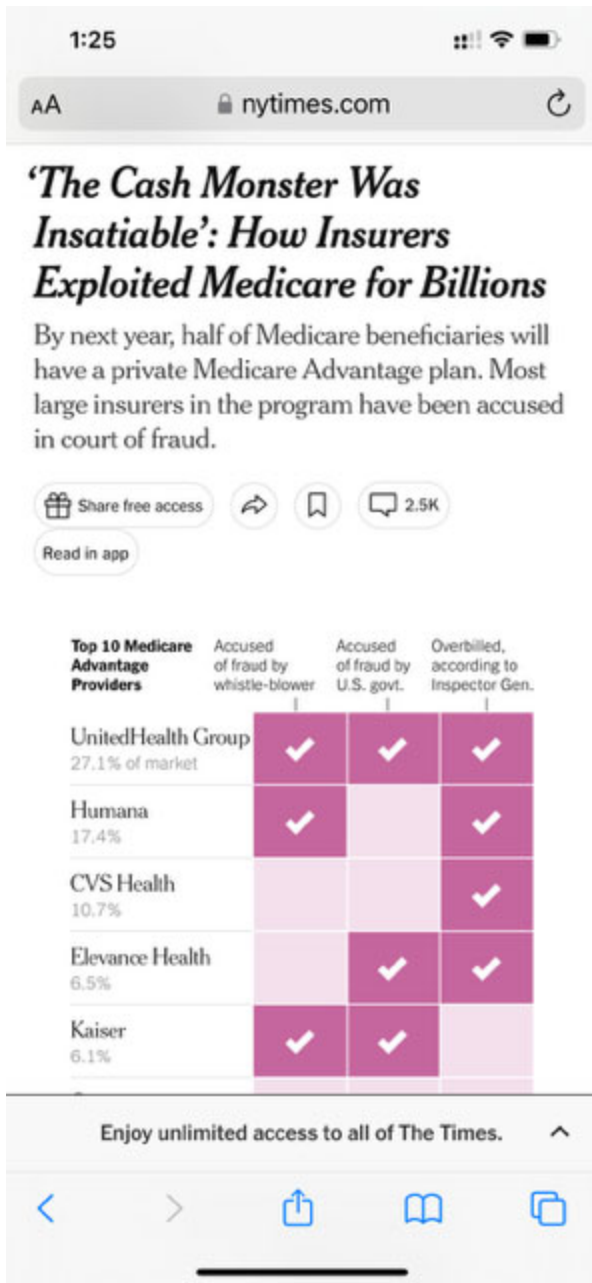 1:25
AA nytimes.com
‘The Cash Monster Was
Insatiable’: How Insurers
Exploited Medicare for Billions
By next year, half of Medicare beneficiaries will
have a private Medicare Advantage plan. Most
large insurers in the program have been accused
in court of fraud.
Share free access 2.5K
Read in app
Top 10 Medicare
Advantage
Providers
Accused
of fraud by
whistle-blower
Accused
of fraud by
U.S. govt.
Overbilled,
according to
Inspector Gen.
UnitedHealth Group
27.1% of market
Humana
17.4%
CVS Health
10.7%
Elevance Health
6.5%
Kaiser
6.1%
Enjoy unlimited access to all of The Times.